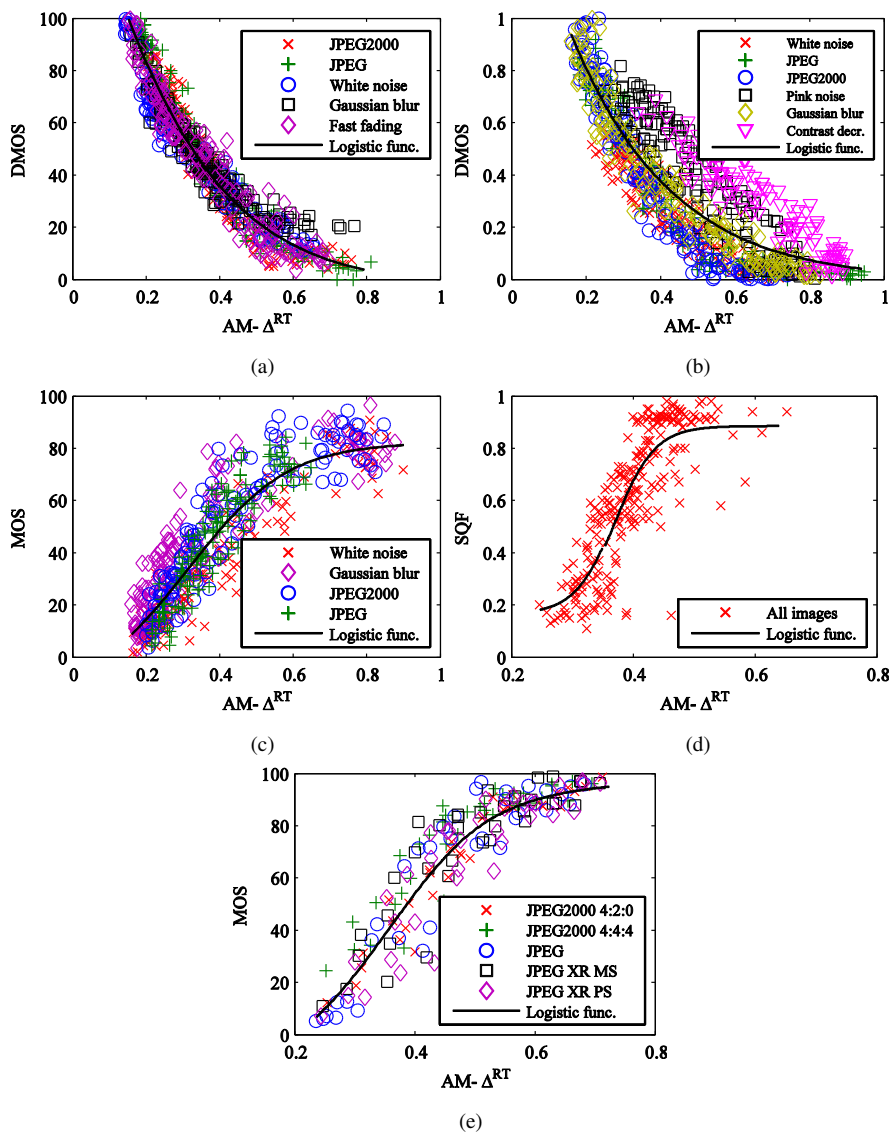 100
80
60
40
20
0
DMOS
0 0.2 0.4 0.6 0.8 1
AM- Δ^RT
JPEG2000
JPEG
White noise
Gaussian blur
Fast fading
Logistic func.
(a)
1
0.8
0.6
0.4
0.2
0
DMOS
0 0.2 0.4 0.6 0.8 1
AM- Δ^RT
White noise
JPEG
JPEG2000
Pink noise
Gaussian blur
Contrast decr.
Logistic func.
(b)
100
80
60
40
20
0
MOS
0 0.2 0.4 0.6 0.8 1
AM- Δ^RT
White noise
Gaussian blur
JPEG2000
JPEG
Logistic func.
(c)
1
0.8
0.6
0.4
0.2
0
SQF
0.2 0.4 0.6 0.8
AM- Δ^RT
All images
Logistic func.
(d)
100
80
60
40
20
0
MOS
0.2 0.4 0.6 0.8
AM- Δ^RT
JPEG2000 4:2:0
JPEG2000 4:4:4
JPEG
JPEG XR MS
JPEG XR PS
Logistic func.
(e)